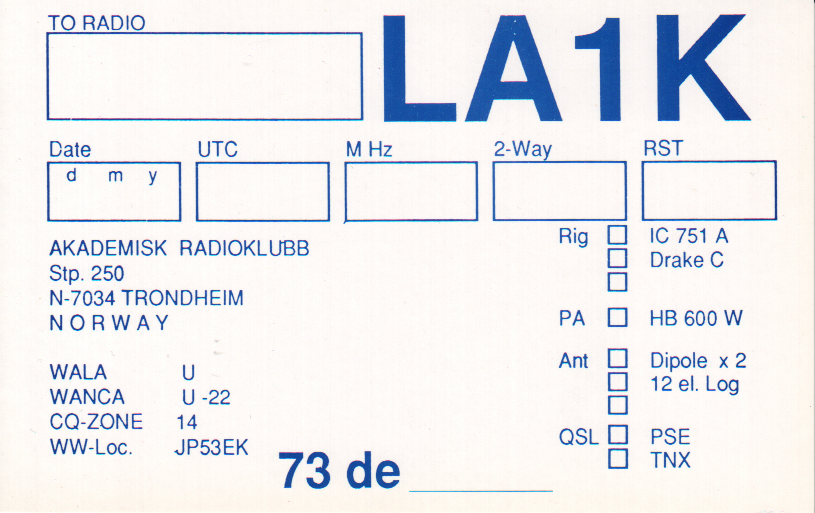 TO RADIO
LA1K
Date UTC M Hz 2-Way RST
d m y
AKADEMISK RADIOKLUBB
Stp. 250
N-7034 TRONDHEIM
N O R W A Y
WALA U
WANCA U -22
CQ-ZONE 14
WW-Loc. JP53EK
Rig IC 751 A
Drake C
PA HB 600 W
Ant Dipole x 2
12 el. Log
QSL PSE
TNX
73 de